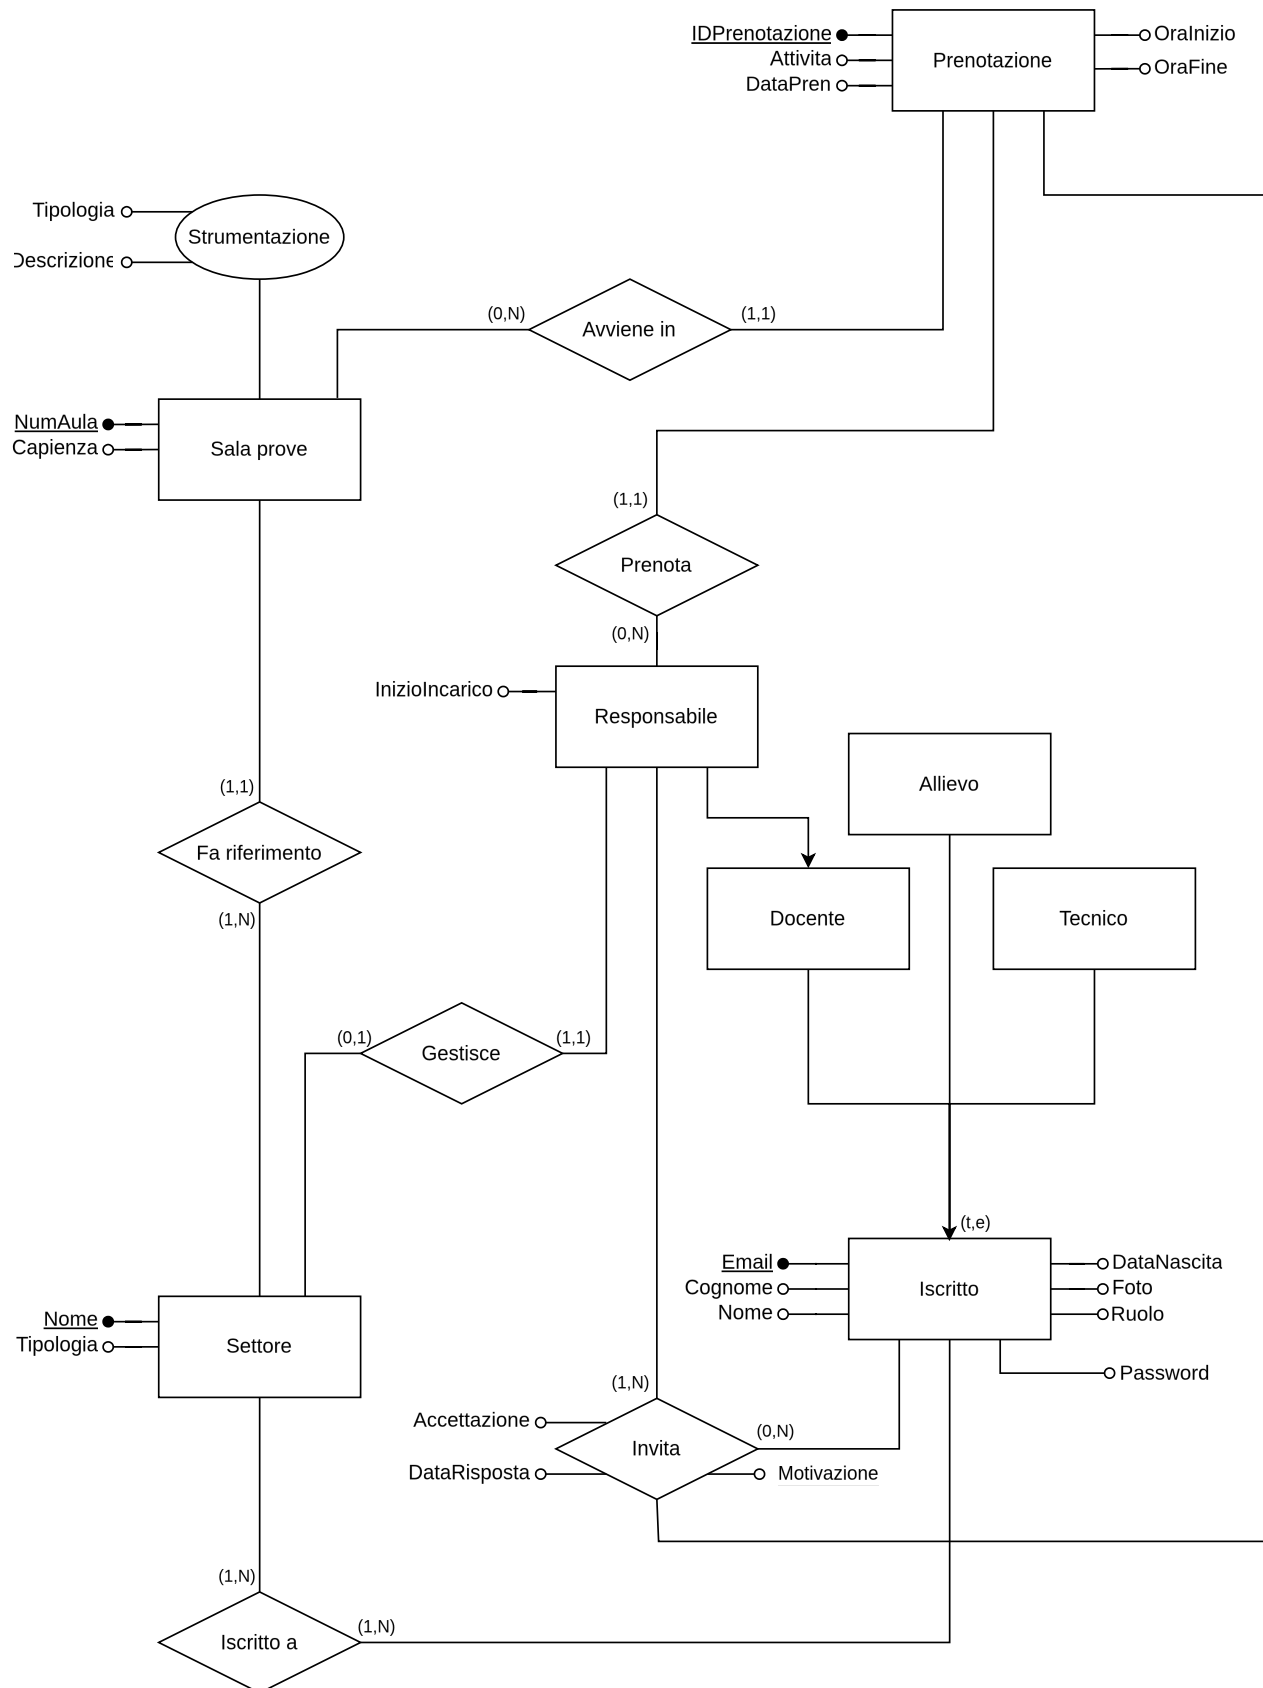 IDPrenotazione
Attivita
DataPren
Prenotazione
OraInizio
OraFine
Tipologia
Descrizione
Strumentazione
(0,N)
Avviene in
(1,1)
NumAula
Capienza
Sala prove
(1,1)
Prenota
(0,N)
InizioIncarico
Responsabile
Allievo
(1,1)
Fa riferimento
(1,N)
Docente
Tecnico
(0,1)
Gestisce
(1,1)
(t,e)
Email
Cognome
Nome
Iscritto
DataNascita
Foto
Ruolo
Password
Nome
Tipologia
Settore
(1,N)
Accettazione
DataRisposta
Invita
(0,N)
Motivazione
(1,N)
Iscritto a
(1,N)